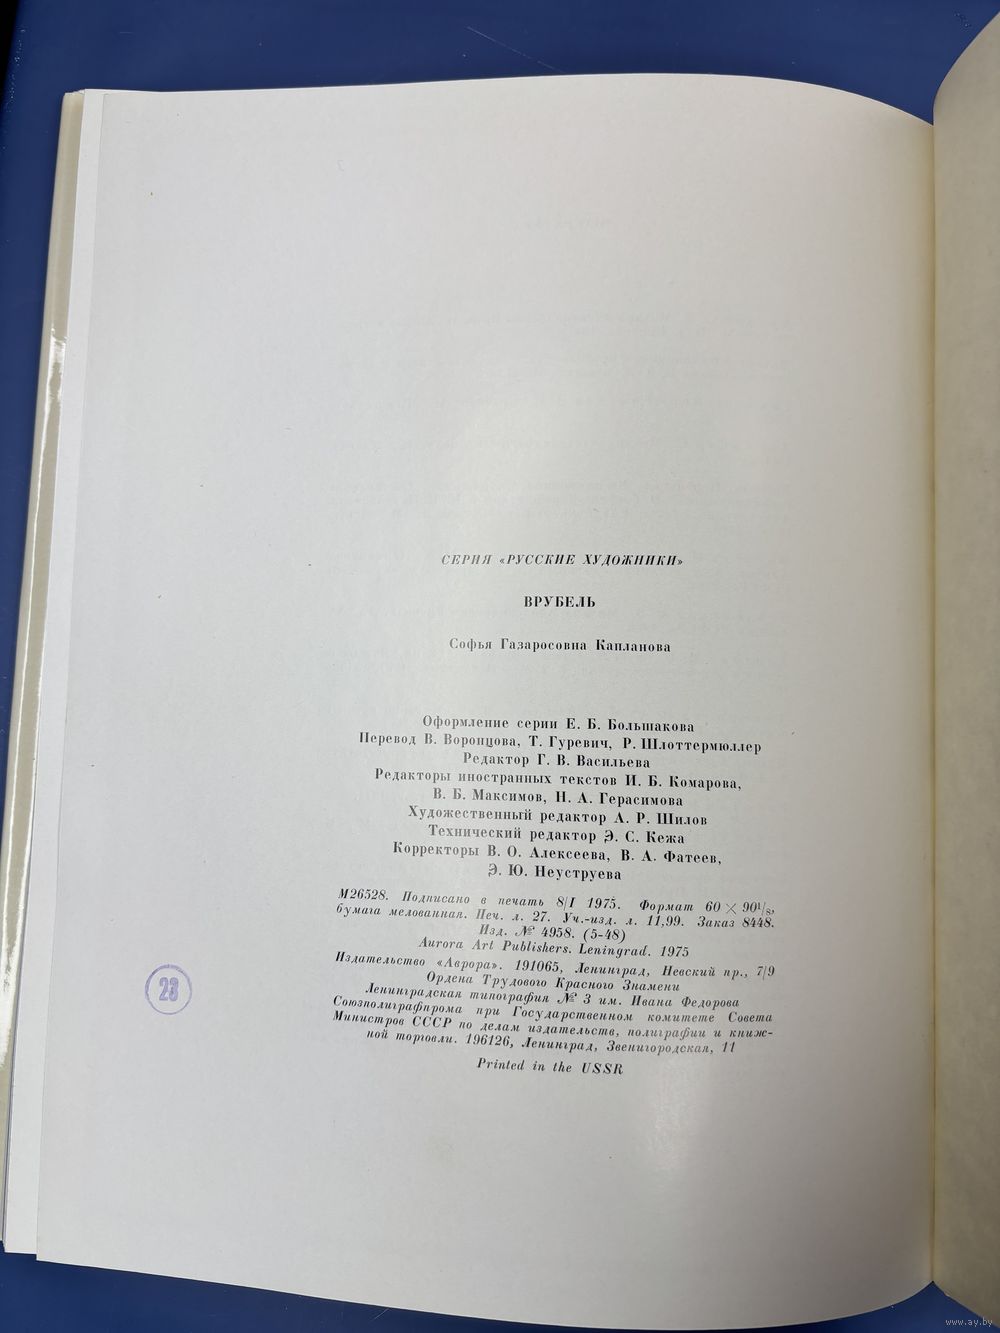 СЕРИЯ «РУССКИЕ ХУДОЖНИКИ»
ВРУБЕЛЬ
Софья Газаросовна Капланова
Оформление серии Е. Б. Большакова
Перевод В. Воронцова, Т. Гуревич, Р. Шлоттермюллер
Редактор Г. В. Васильева
Редакторы иностранных текстов И. Б. Комарова,
В. Б. Максимов, Н. А. Герасимова
Художественный редактор А. Р. Шилов
Технический редактор Э. С. Кежа
Корректоры В. О. Алексеева, В. А. Фатеев,
Э. Ю. Неуструева
М26528. Подписано в печать 8/I 1975. Формат 60 × 90⅛,
бумага мелованная. Печ. л. 27. Уч.-изд. л. 11,99. Заказ 8448.
Изд. № 4958. (5-48)
Aurora Art Publishers. Leningrad. 1975
Издательство «Аврора». 191065, Ленинград, Невский пр., 7/9
Ордена Трудового Красного Знамени
Ленинградская типография № 3 им. Ивана Федорова
Союзполиграфпрома при Государственном комитете Совета
Министров СССР по делам издательств, полиграфии и книж-
ной торговли. 196126, Ленинград, Звенигородская, 11
Printed in the USSR
23
www.ay.by